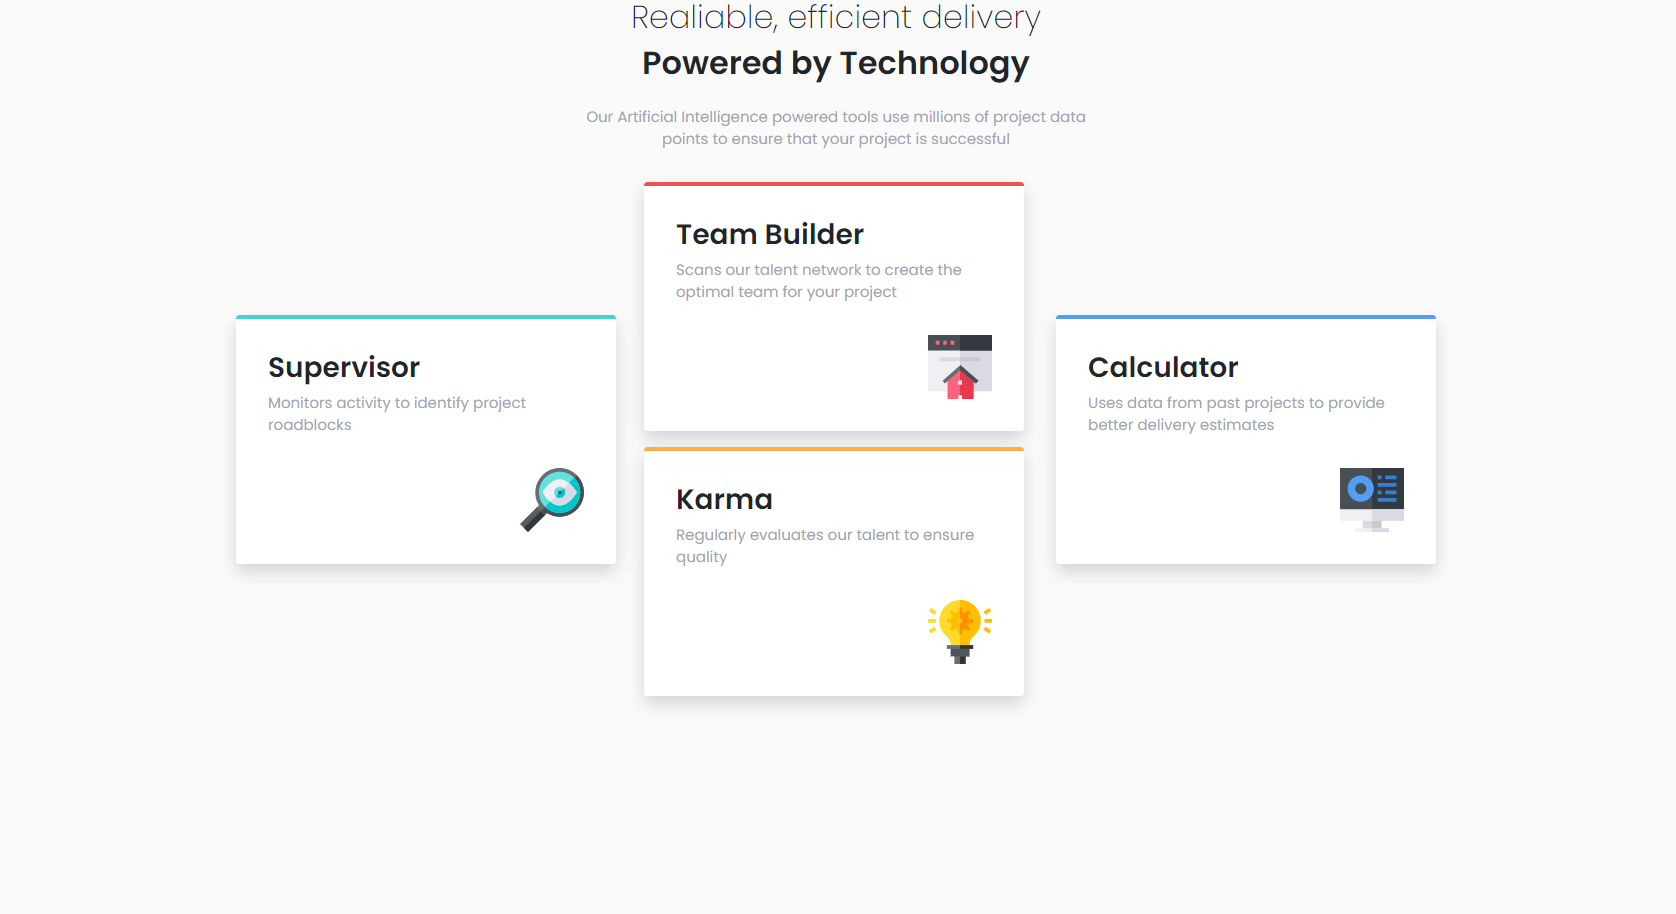 Realiable, efficient delivery
Powered by Technology
Our Artificial Intelligence powered tools use millions of project data
points to ensure that your project is successful
Team Builder
Scans our talent network to create the
optimal team for your project
Supervisor
Monitors activity to identify project
roadblocks
Calculator
Uses data from past projects to provide
better delivery estimates
Karma
Regularly evaluates our talent to ensure
quality